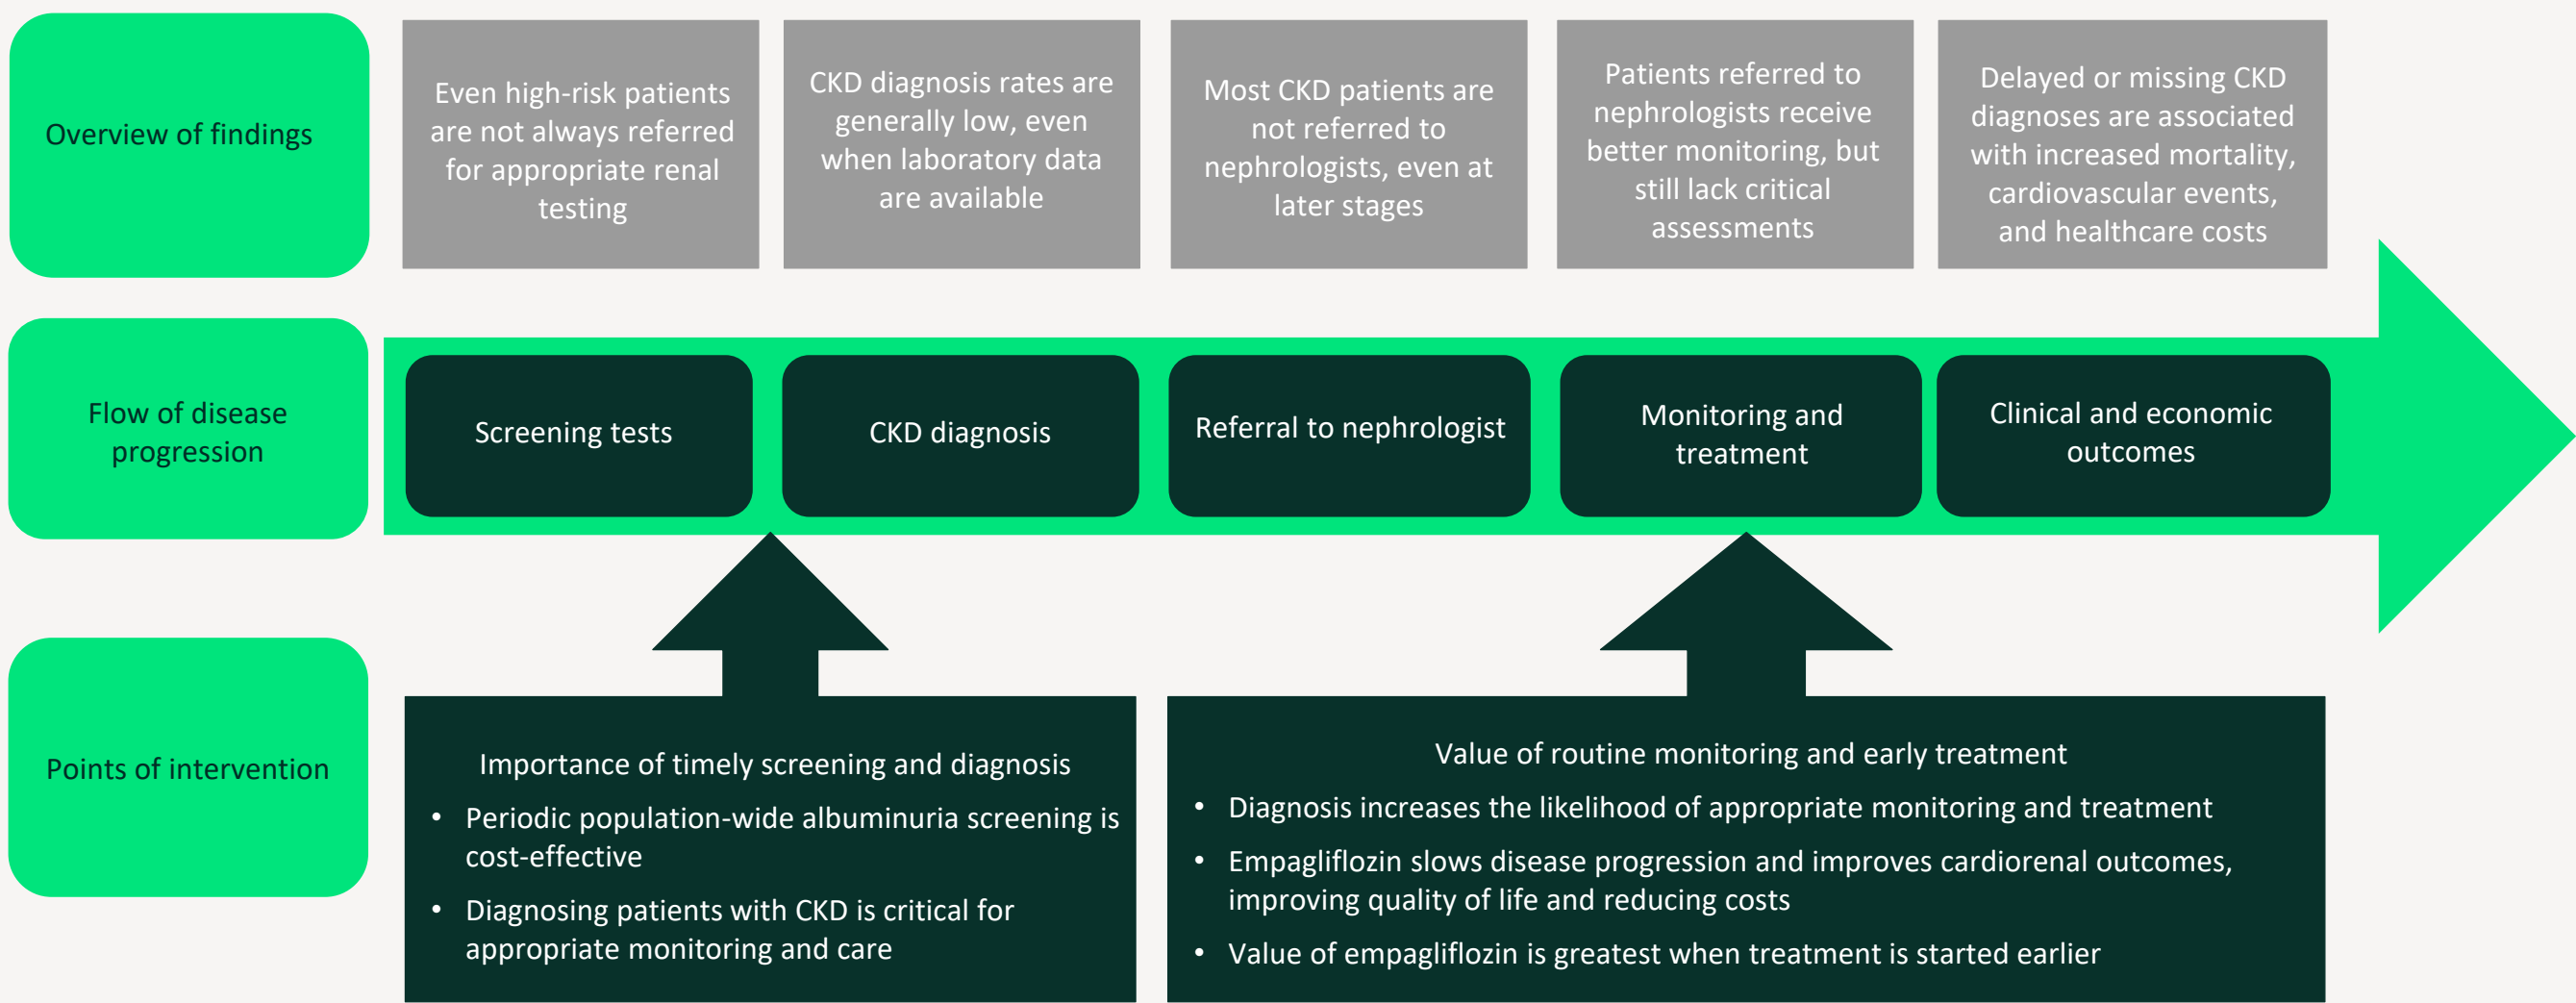 Overview of findings
Even high-risk patients
are not always referred
for appropriate renal
testing
CKD diagnosis rates are
generally low, even
when laboratory data
are available
Most CKD patients are
not referred to
nephrologists, even at
later stages
Patients referred to
nephrologists receive
better monitoring, but
still lack critical
assessments
Delayed or missing CKD
diagnoses are associated
with increased mortality,
cardiovascular events,
and healthcare costs
Flow of disease
progression
Screening tests
CKD diagnosis
Referral to nephrologist
Monitoring and
treatment
Clinical and economic
outcomes
Points of intervention
Importance of timely screening and diagnosis
• Periodic population-wide albuminuria screening is
cost-effective
• Diagnosing patients with CKD is critical for
appropriate monitoring and care
Value of routine monitoring and early treatment
• Diagnosis increases the likelihood of appropriate monitoring and treatment
• Empagliflozin slows disease progression and improves cardiorenal outcomes,
improving quality of life and reducing costs
• Value of empagliflozin is greatest when treatment is started earlier